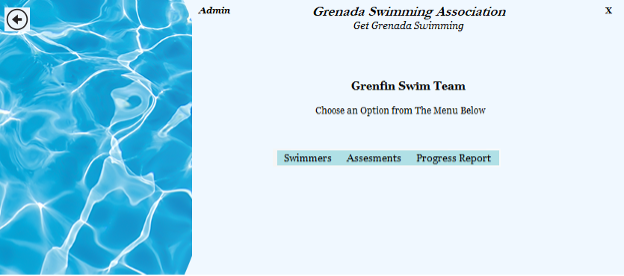 Admin
Grenada Swimming Association
X
Get Grenada Swimming
Grenfin Swim Team
Choose an Option from The Menu Below
Swimmers Assesments Progress Report